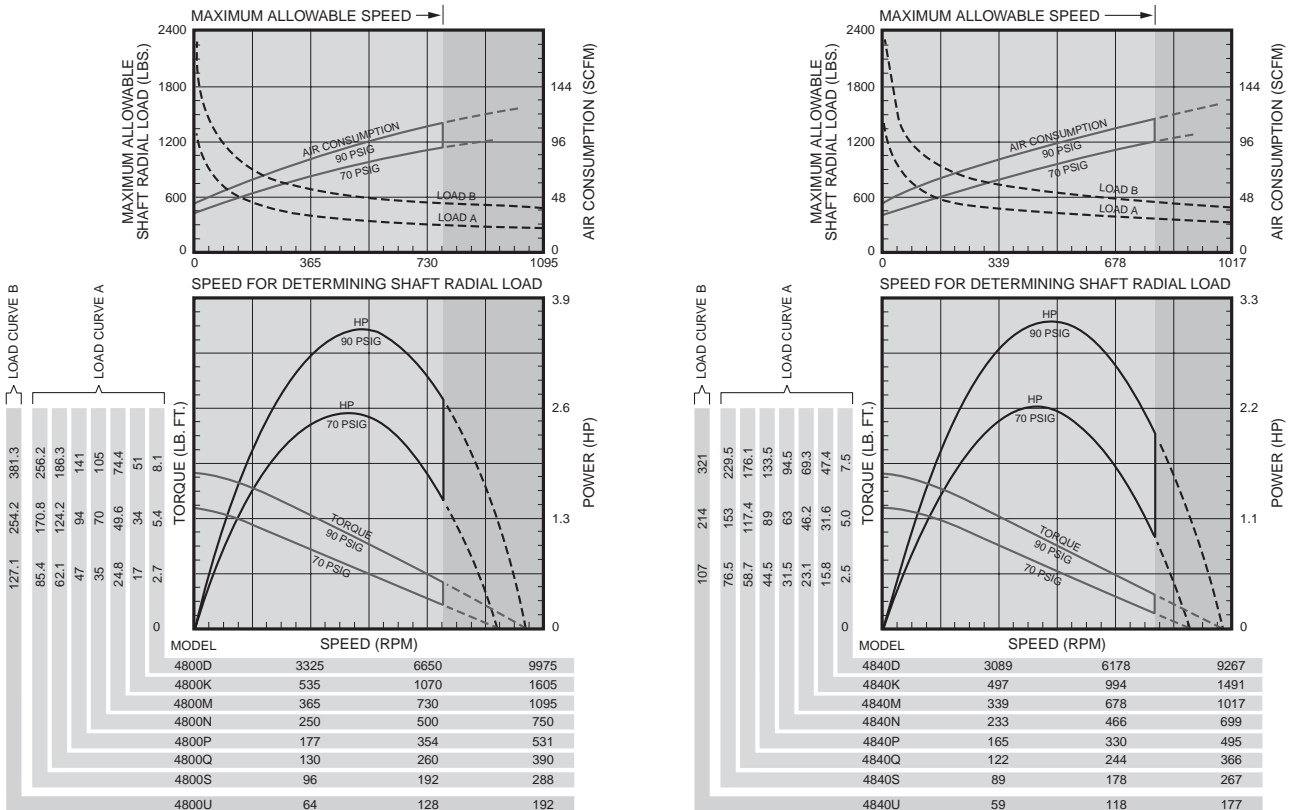 MAXIMUM ALLOWABLE SPEED
2400
1800
1200
600
0
MAXIMUM ALLOWABLE
SHAFT RADIAL LOAD (LBS.)
144
96
48
0
AIR CONSUMPTION (SCFM)
AIR CONSUMPTION
90 PSIG
70 PSIG
LOAD B
LOAD A
0 365 730 1095
SPEED FOR DETERMINING SHAFT RADIAL LOAD
LOAD CURVE B
LOAD CURVE A
3.9
2.6
1.3
0
POWER (HP)
HP
90 PSIG
HP
70 PSIG
TORQUE
90 PSIG
70 PSIG
TORQUE (LB. FT.)
381.3 256.2 186.3 141 105 74.4 51 8.1
254.2 170.8 124.2 94 70 49.6 34 5.4
127.1 85.4 62.1 47 35 24.8 17 2.7
0
MODEL SPEED (RPM)
4800D 3325 6650 9975
4800K 535 1070 1605
4800M 365 730 1095
4800N 250 500 750
4800P 177 354 531
4800Q 130 260 390
4800S 96 192 288
4800U 64 128 192
MAXIMUM ALLOWABLE SPEED
2400
1800
1200
600
0
MAXIMUM ALLOWABLE
SHAFT RADIAL LOAD (LBS.)
144
96
48
0
AIR CONSUMPTION (SCFM)
AIR CONSUMPTION
90 PSIG
70 PSIG
LOAD B
LOAD A
0 339 678 1017
SPEED FOR DETERMINING SHAFT RADIAL LOAD
LOAD CURVE B
LOAD CURVE A
3.3
2.2
1.1
0
POWER (HP)
HP
90 PSIG
HP
70 PSIG
TORQUE
90 PSIG
70 PSIG
TORQUE (LB. FT.)
321 229.5 176.1 133.5 94.5 69.3 47.4 7.5
214 153 117.4 89 63 46.2 31.6 5.0
107 76.5 58.7 44.5 31.5 23.1 15.8 2.5
0
MODEL SPEED (RPM)
4840D 3089 6178 9267
4840K 497 994 1491
4840M 339 678 1017
4840N 233 466 699
4840P 165 330 495
4840Q 122 244 366
4840S 89 178 267
4840U 59 118 177